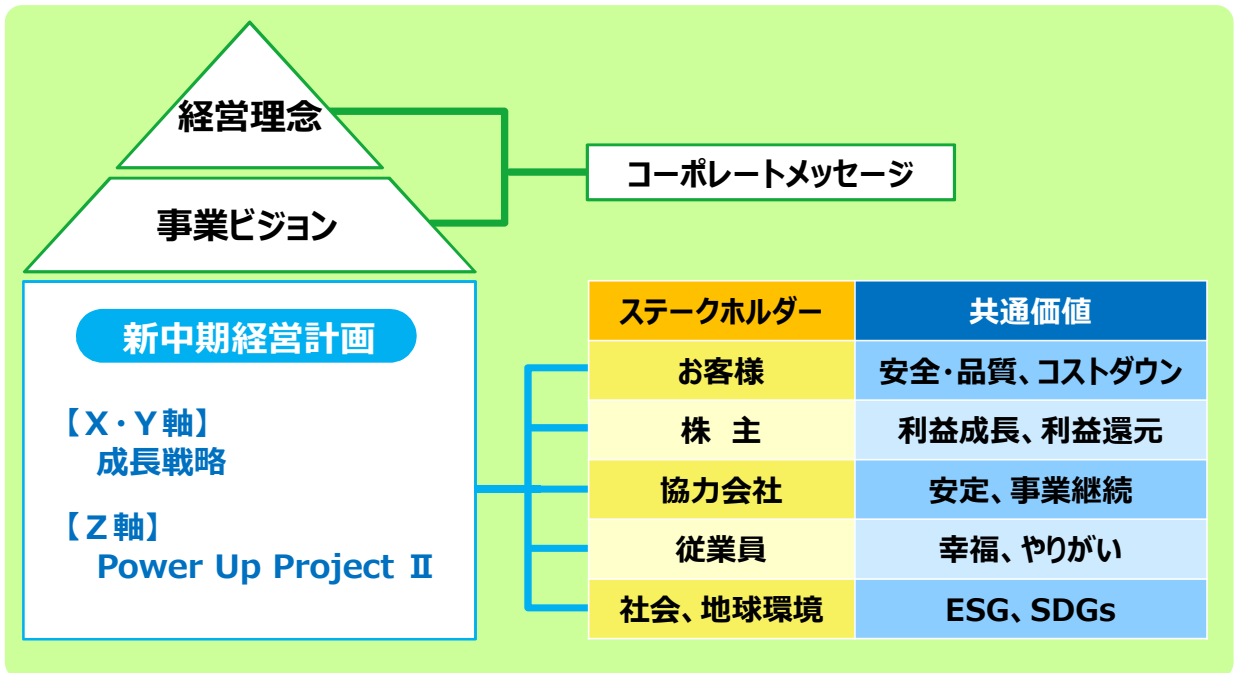 経営理念
事業ビジョン
コーポレートメッセージ
新中期経営計画
【X・Y軸】
成長戦略
【Z軸】
Power Up Project Ⅱ
ステークホルダー 共通価値
お客様 安全・品質、コストダウン
株 主 利益成長、利益還元
協力会社 安定、事業継続
従業員 幸福、やりがい
社会、地球環境 ESG、SDGs